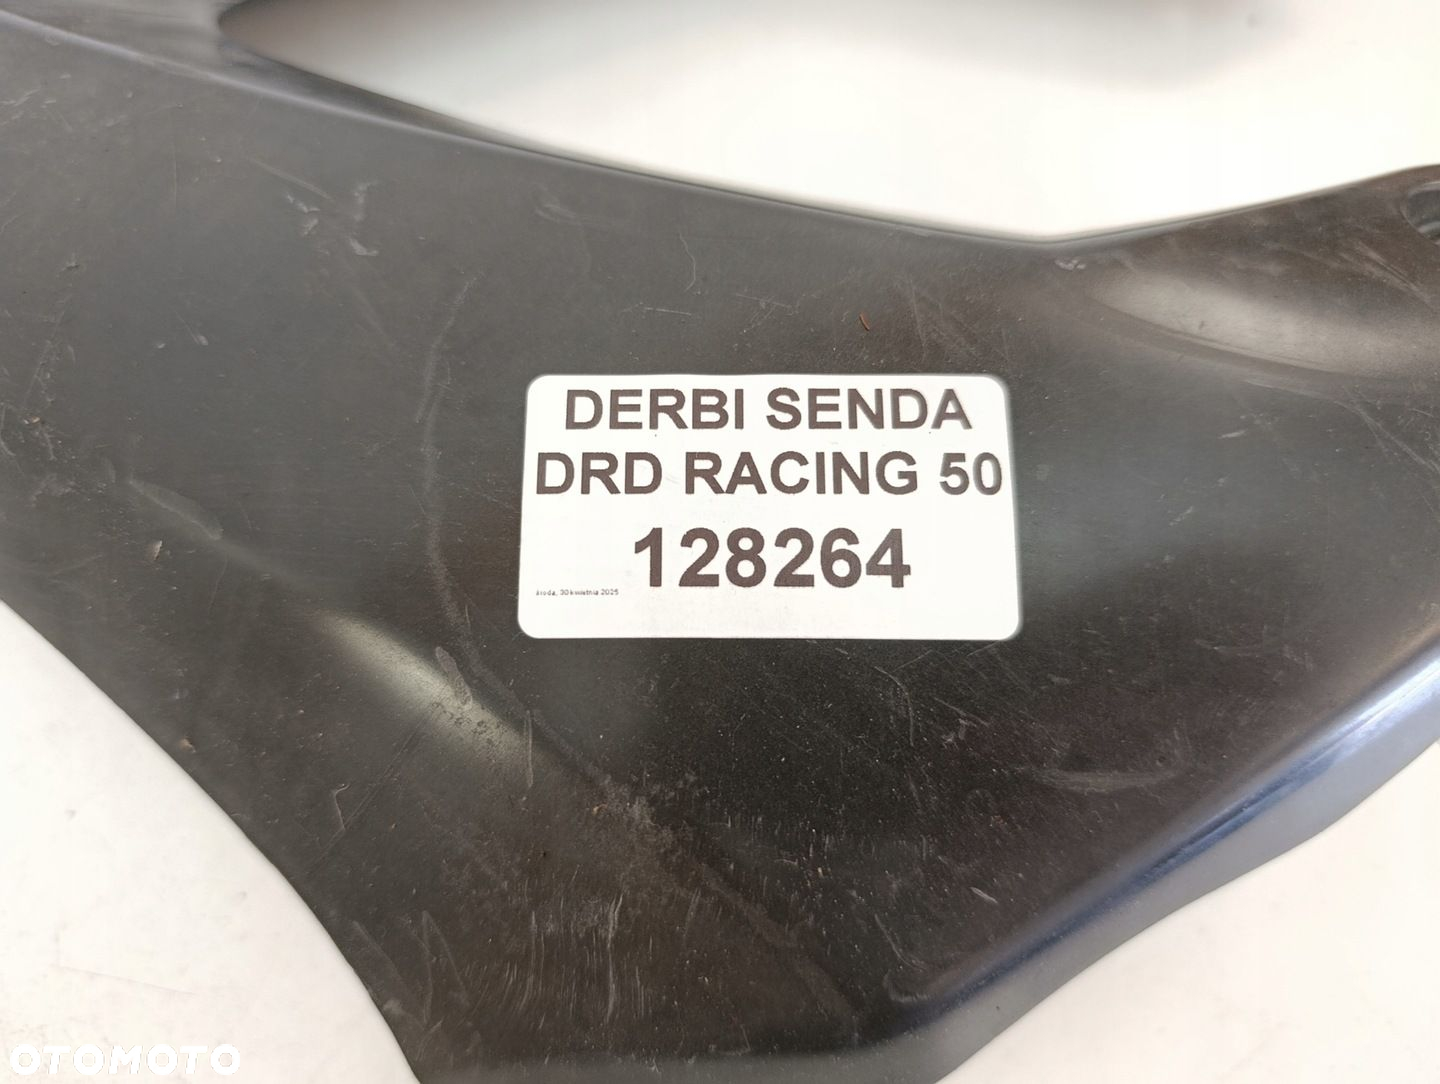 DERBI SENDA
DRD RACING 50
128264
środa, 30 kwietnia 2025
OTOMOTO